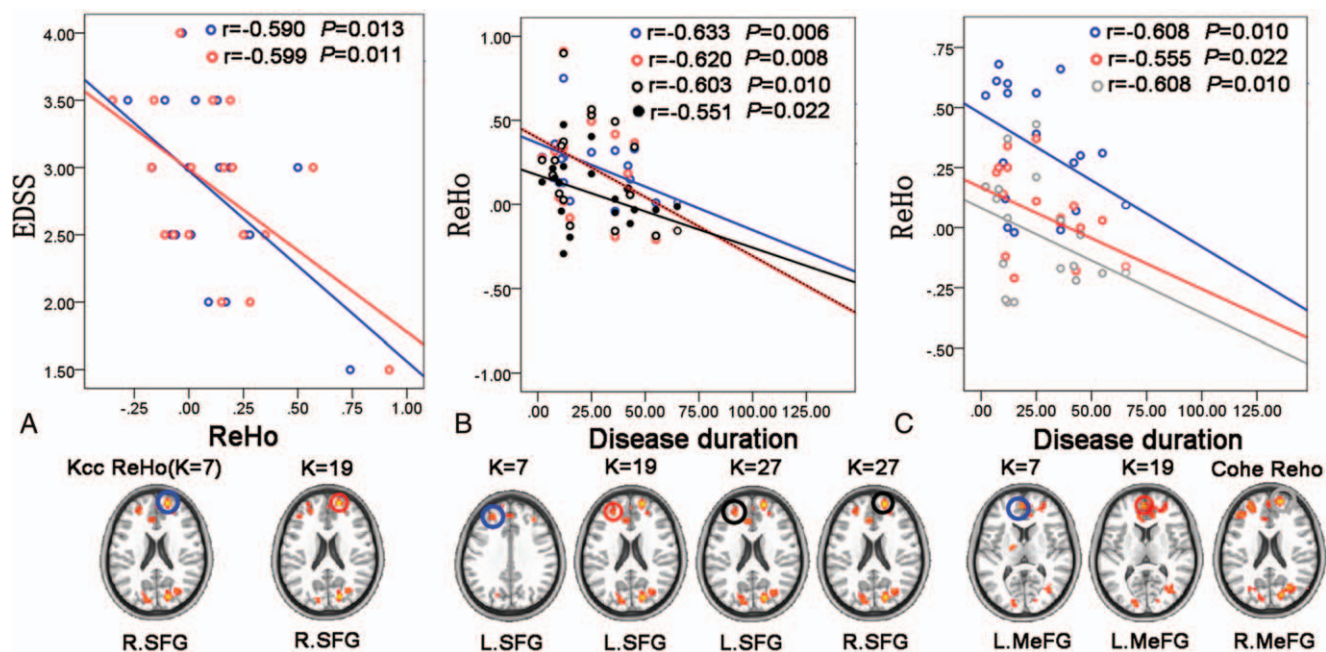 r=-0.590 P=0.013
r=-0.599 P=0.011
4.00
3.50
3.00
2.50
2.00
1.50
EDSS
-.25 .00 .25 .50 .75 1.00
A
ReHo
r=-0.633 P=0.006
r=-0.620 P=0.008
r=-0.603 P=0.010
r=-0.551 P=0.022
1.00
.50
.00
-.50
-1.00
ReHo
.00 25.00 50.00 75.00 100.00 125.00
B
Disease duration
r=-0.608 P=0.010
r=-0.555 P=0.022
r=-0.608 P=0.010
.75
.50
.25
.00
-.25
-.50
ReHo
.00 25.00 50.00 75.00 100.00 125.00
C
Disease duration
Kcc ReHo(K=7) K=19
R.SFG R.SFG
K=7 K=19 K=27 K=27
L.SFG L.SFG L.SFG R.SFG
K=7 K=19 Cohe Reho
L.MeFG L.MeFG R.MeFG